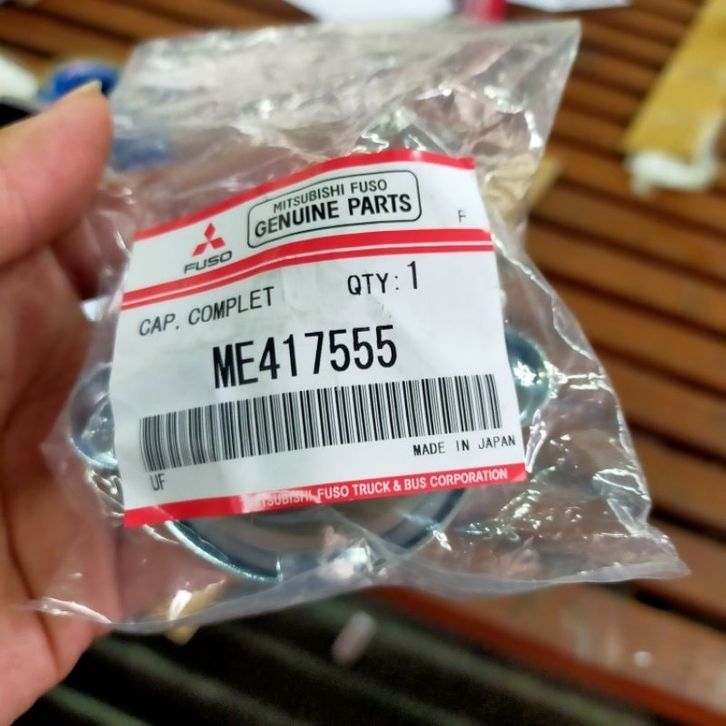 MITSUBISHI FUSO
GENUINE PARTS
F
FUSO
CAP. COMPLET
QTY: 1
ME417555
UF
MADE IN JAPAN
MITSUBISHI FUSO TRUCK & BUS CORPORATION